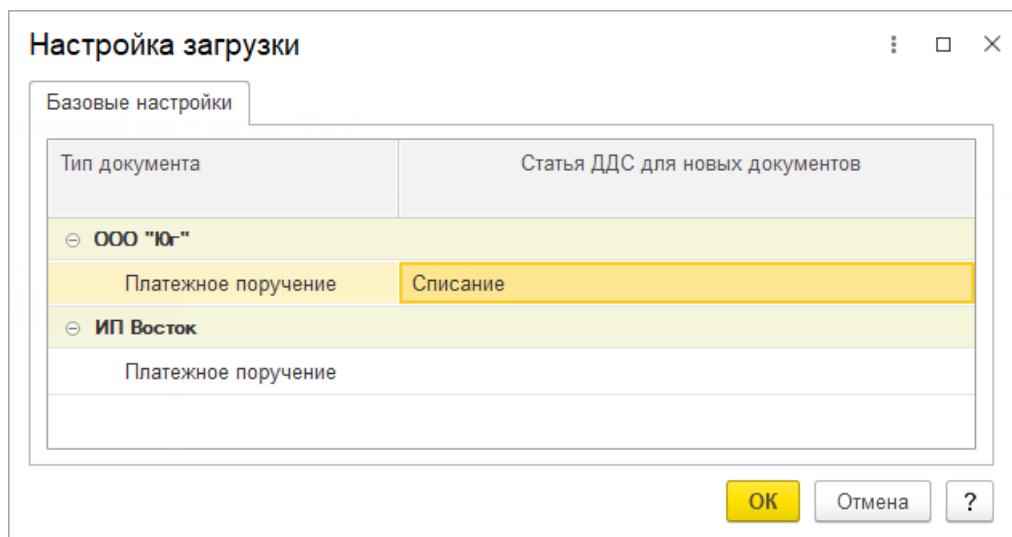 Настройка загрузки
Базовые настройки
Тип документа Статья ДДС для новых документов
ООО "Юг"
Платежное поручение Списание
ИП Восток
Платежное поручение
ОК Отмена ?